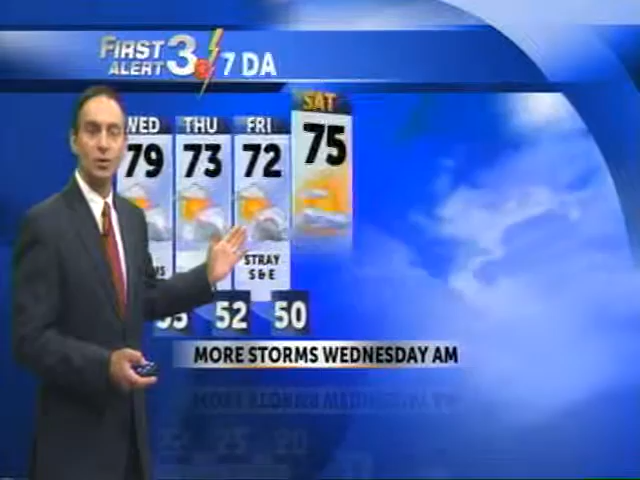 FIRST
ALERT 3 7 DA
WED THU FRI SAT
79 73 72 75
STRAY
S & E
52 50
MORE STORMS WEDNESDAY AM